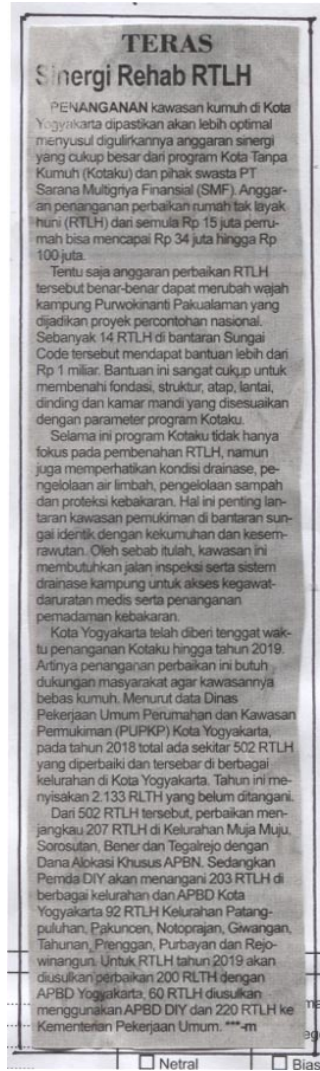 TERAS
Sinergi Rehab RTLH
PENANGANAN kawasan kumuh di Kota
Yogyakarta dipastikan akan lebih optimal
menyusul digulirkannya anggaran sinergi
yang cukup besar dari program Kota Tanpa
Kumuh (Kotaku) dan pihak swasta PT
Sarana Multigriya Finansial (SMF). Anggar-
an penanganan perbaikan rumah tak layak
huni (RTLH) dari semula Rp 15 juta perru-
mah bisa mencapai Rp 34 juta hingga Rp
100 juta.
Tentu saja anggaran perbaikan RTLH
tersebut benar-benar dapat merubah wajah
kampung Purwokinanti Pakualaman yang
dijadikan proyek percontohan nasional.
Sebanyak 14 RTLH di bantaran Sungai
Code tersebut mendapat bantuan lebih dari
Rp 1 miliar. Bantuan ini sangat cukup untuk
membenahi fondasi, struktur, atap, lantai,
dinding dan kamar mandi yang disesuaikan
dengan parameter program Kotaku.
Selama ini program Kotaku tidak hanya
fokus pada pembenahan RTLH, namun
juga memperhatikan kondisi drainase, pe-
ngelolaan air limbah, pengelolaan sampah
dan proteksi kebakaran. Hal ini penting lan-
taran kawasan pemukiman di bantaran sun-
gai identik dengan kekumuhan dan kesem-
rawutan. Oleh sebab itulah, kawasan ini
membutuhkan jalan inspeksi serta sistem
drainase kampung untuk akses kegawat-
daruratan medis serta penanganan
pemadaman kebakaran.
Kota Yogyakarta telah diberi tenggat wak-
tu penanganan Kotaku hingga tahun 2019.
Artinya penanganan perbaikan ini butuh
dukungan masyarakat agar kawasannya
bebas kumuh. Menurut data Dinas
Pekerjaan Umum Perumahan dan Kawasan
Permukiman (PUPKP) Kota Yogyakarta,
pada tahun 2018 total ada sekitar 502 RTLH
yang diperbaiki dan tersebar di berbagai
kelurahan di Kota Yogyakarta. Tahun ini me-
nyisakan 2.133 RLTH yang belum ditangani.
Dari 502 RTLH tersebut, perbaikan men-
jangkau 207 RTLH di Kelurahan Muja Muju,
Sorosutan, Bener dan Tegalrejo dengan
Dana Alokasi Khusus APBN. Sedangkan
Pemda DIY akan menangani 203 RTLH di
berbagai kelurahan dan APBD Kota
Yogyakarta 92 RTLH Kelurahan Patang-
puluhan, Pakuncen, Notoprajan, Giwangan,
Tahunan, Prenggan, Purbayan dan Rejo-
winangun. Untuk RTLH tahun 2019 akan
diusulkan perbaikan 200 RLTH dengan
APBD Yogyakarta, 60 RTLH diusulkan
menggunakan APBD DIY dan 220 RTLH ke
Kementerian Pekerjaan Umum. ***-m
Netral
Bias